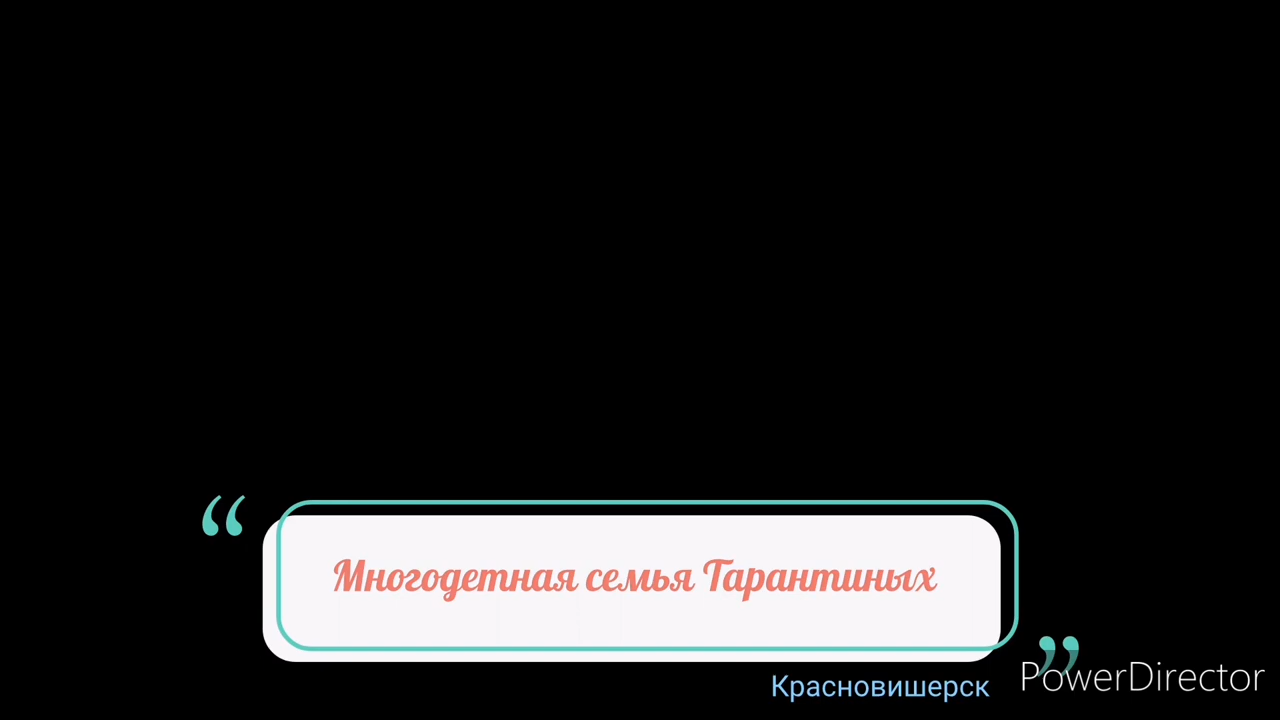 “
Многодетная семья Тарантиных
”
Красновишерск
PowerDirector